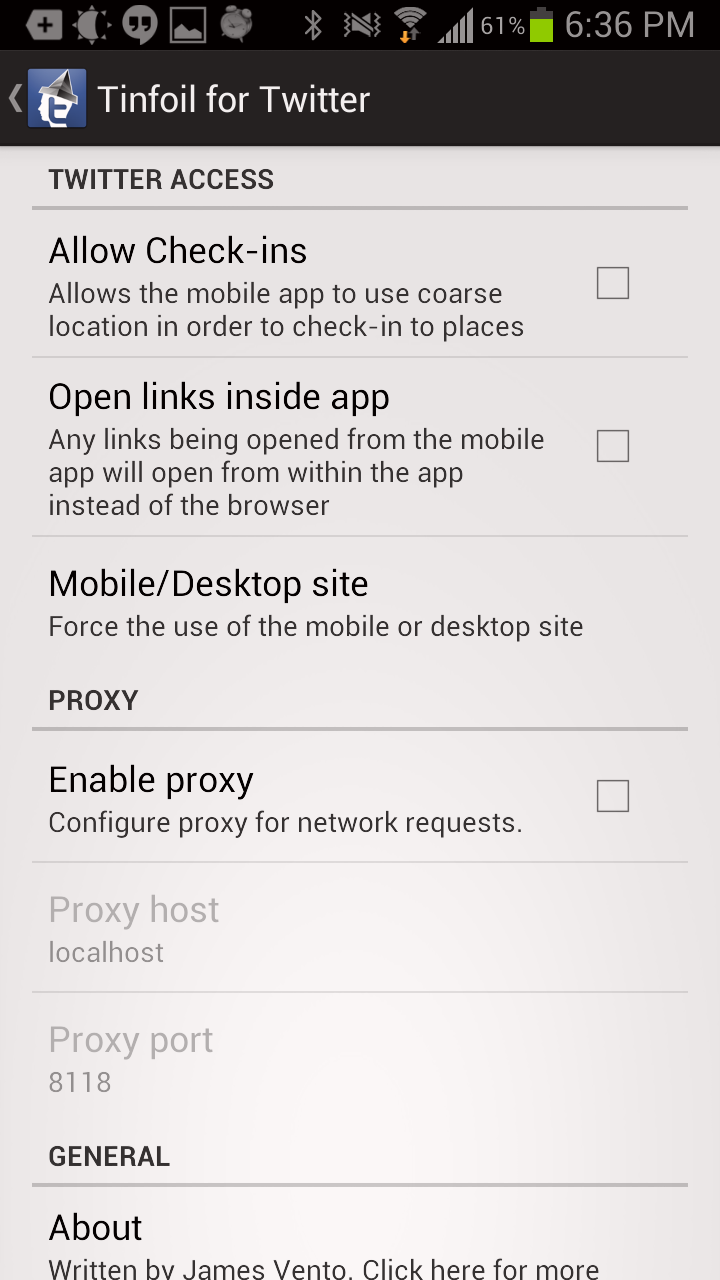 61% 6:36 PM
Tinfoil for Twitter
TWITTER ACCESS
Allow Check-ins
Allows the mobile app to use coarse
location in order to check-in to places
Open links inside app
Any links being opened from the mobile
app will open from within the app
instead of the browser
Mobile/Desktop site
Force the use of the mobile or desktop site
PROXY
Enable proxy
Configure proxy for network requests.
Proxy host
localhost
Proxy port
8118
GENERAL
About
Written by James Vento. Click here for more